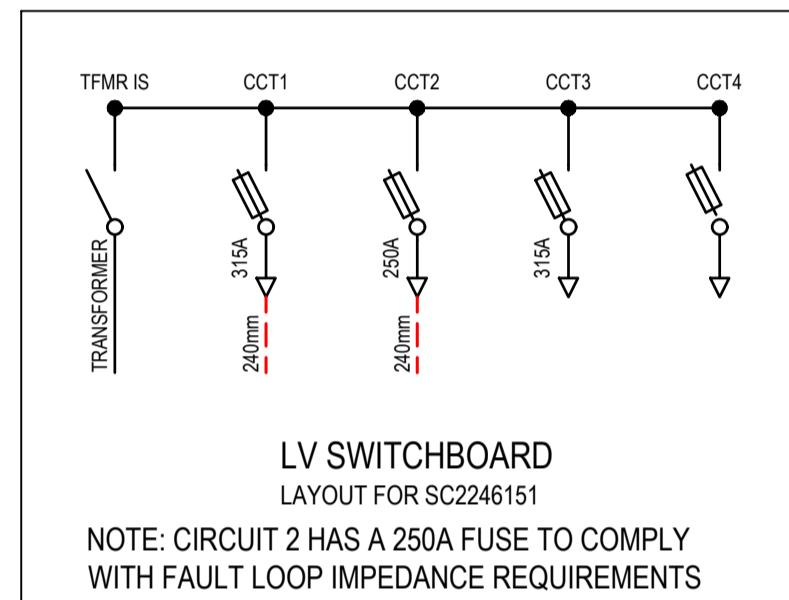 TFMR IS CCT1 CCT2 CCT3 CCT4
TRANSFORMER
315A
240mm
250A
240mm
315A
LV SWITCHBOARD
LAYOUT FOR SC2246151
NOTE: CIRCUIT 2 HAS A 250A FUSE TO COMPLY
WITH FAULT LOOP IMPEDANCE REQUIREMENTS